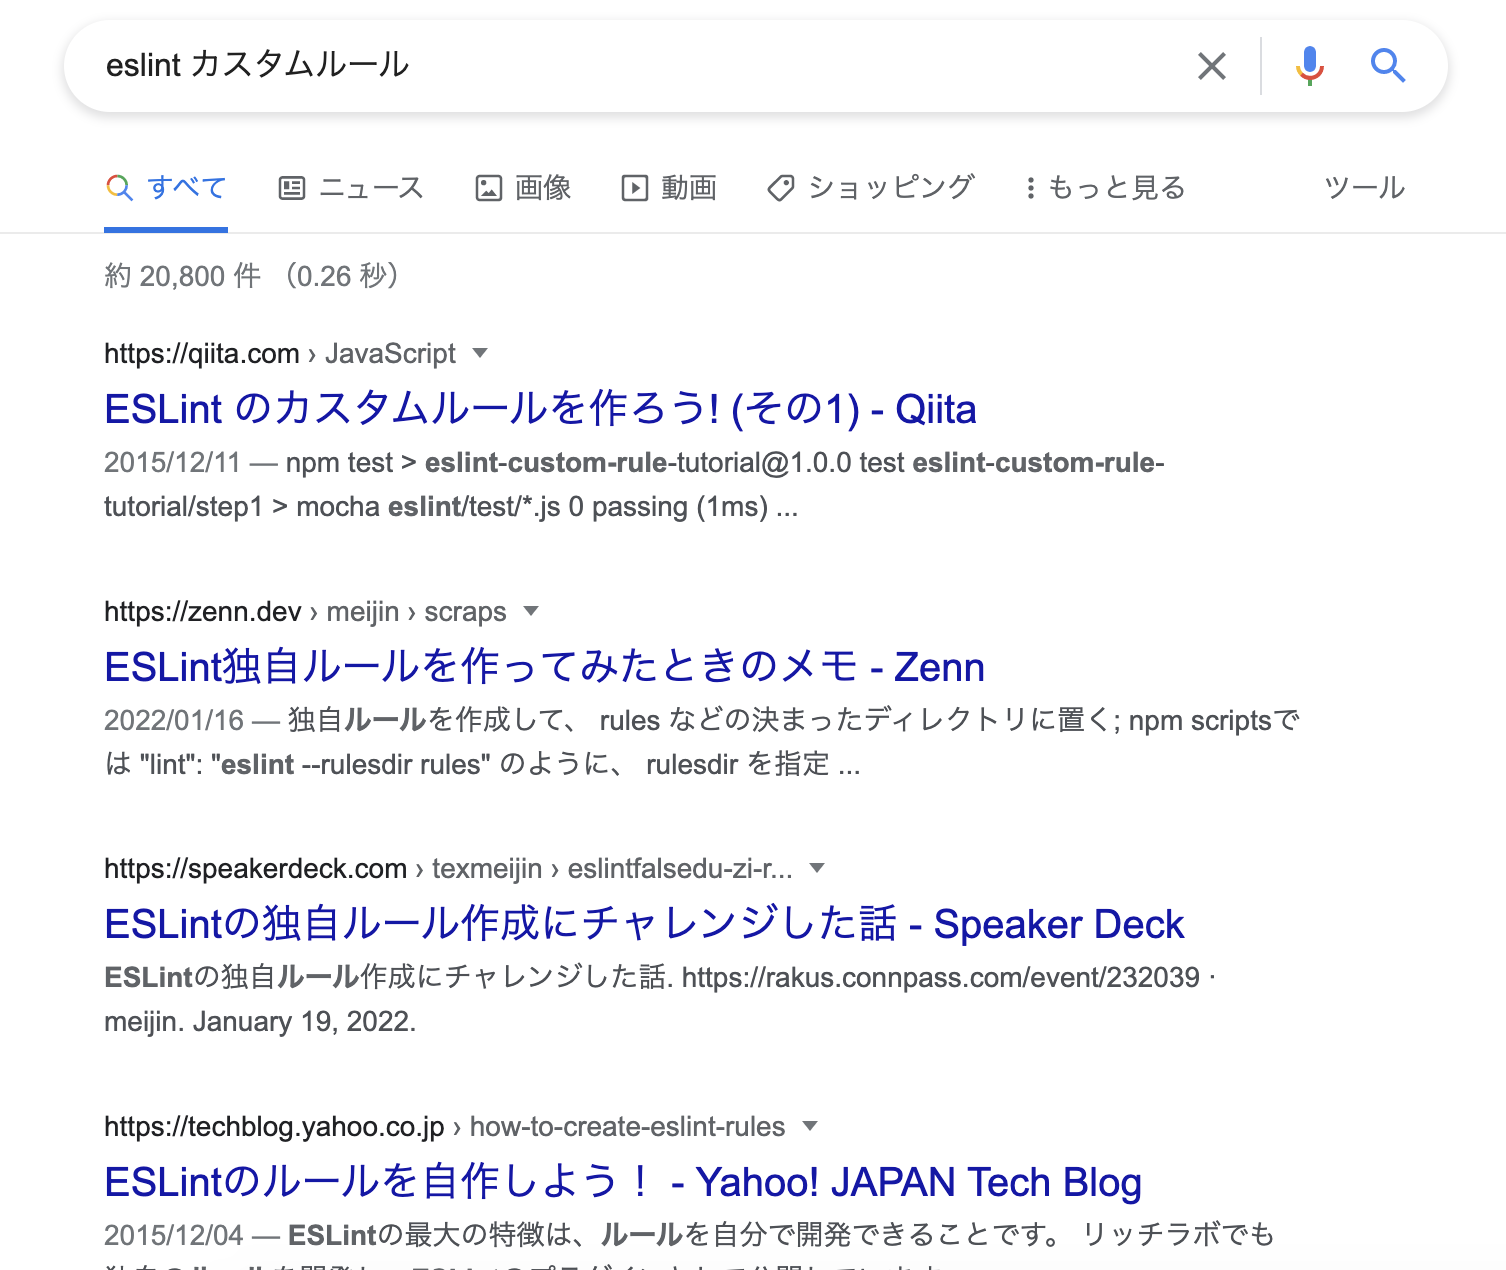 eslint カスタムルール
すべて ニュース 画像 動画 ショッピング もっと見る ツール
約 20,800 件 （0.26 秒）
https://qiita.com › JavaScript
ESLint のカスタムルールを作ろう! (その1) - Qiita
2015/12/11 — npm test > eslint-custom-rule-tutorial@1.0.0 test eslint-custom-rule-
tutorial/step1 > mocha eslint/test/*.js 0 passing (1ms) ...
https://zenn.dev › meijin › scraps
ESLint独自ルールを作ってみたときのメモ - Zenn
2022/01/16 — 独自ルールを作成して、 rules などの決まったディレクトリに置く; npm scriptsで
は "lint": "eslint --rulesdir rules" のように、 rulesdir を指定 ...
https://speakerdeck.com › texmeijin › eslintfalsedu-zi-r...
ESLintの独自ルール作成にチャレンジした話 - Speaker Deck
ESLintの独自ルール作成にチャレンジした話. https://rakus.connpass.com/event/232039 ·
meijin. January 19, 2022.
https://techblog.yahoo.co.jp › how-to-create-eslint-rules
ESLintのルールを自作しよう！ - Yahoo! JAPAN Tech Blog
2015/12/04 — ESLintの最大の特徴は、ルールを自分で開発できることです。 リッチラボでも